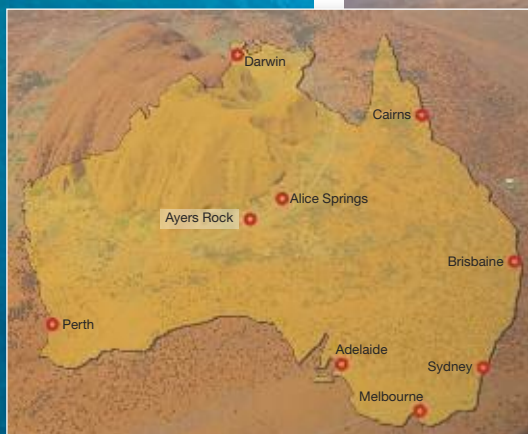 Darwin
Cairns
Alice Springs
Ayers Rock
Brisbaine
Perth
Adelaide
Sydney
Melbourne